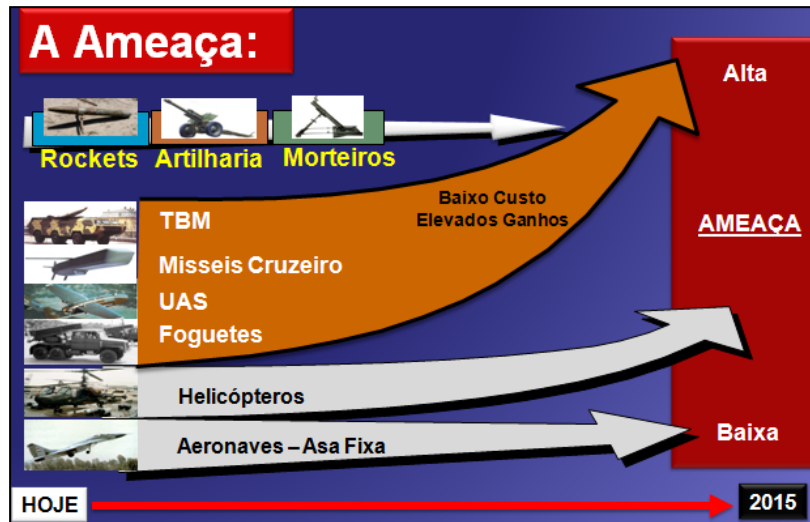 A Ameaça:
Alta
Rockets
Artilharia
Morteiros
Baixo Custo
Elevados Ganhos
TBM
AMEAÇA
Misseis Cruzeiro
UAS
Foguetes
Helicópteros
Baixa
Aeronaves – Asa Fixa
HOJE
2015